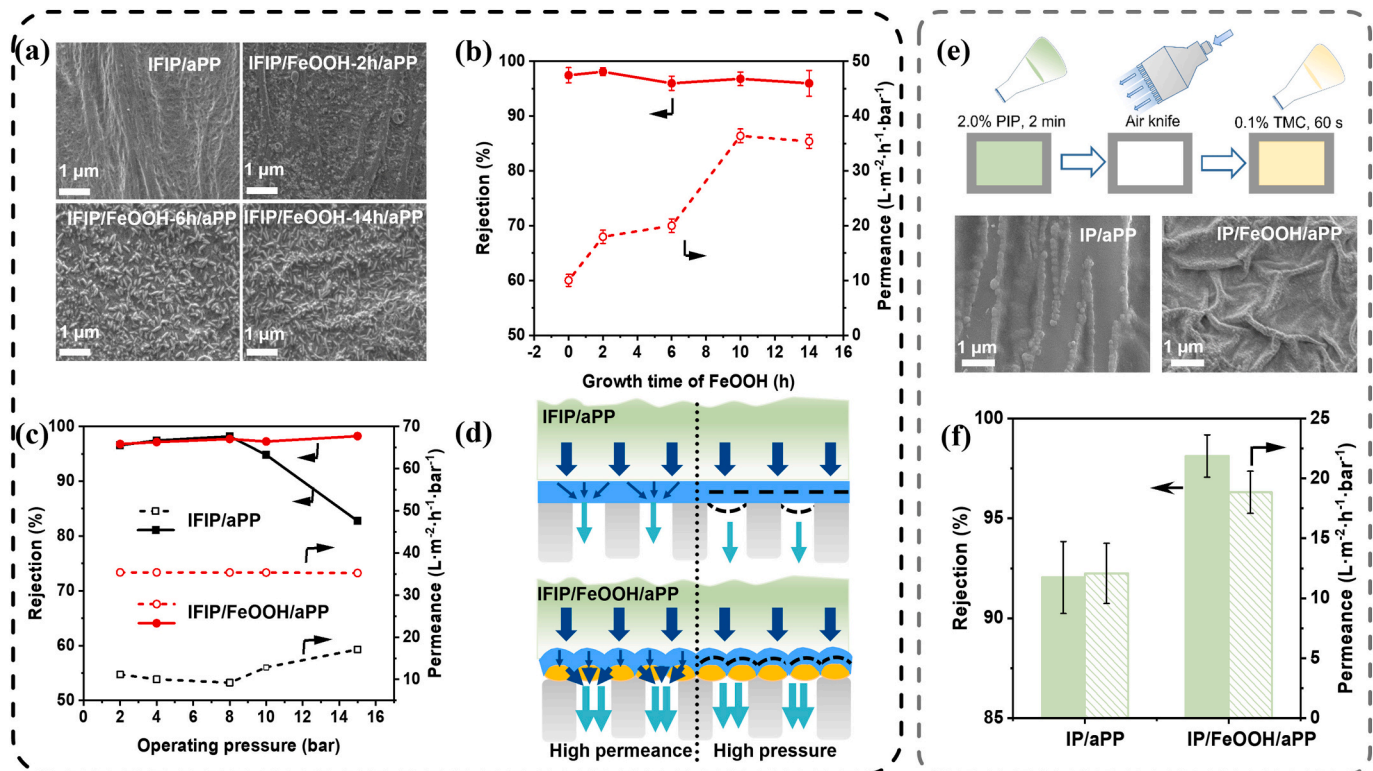 (a)
IFIP/aPP
IFIP/FeOOH-2h/aPP
1 µm
1 µm
IFIP/FeOOH-6h/aPP
IFIP/FeOOH-14h/aPP
1 µm
1 µm
(b)
100
90
80
70
60
50
Rejection (%)
50
40
30
20
10
0
Permeance (L·m⁻²·h⁻¹·bar⁻¹)
-2 0 2 4 6 8 10 12 14 16
Growth time of FeOOH (h)
(c)
100
95
90
85
80
75
70
65
60
55
50
Rejection (%)
IFIP/aPP
IFIP/FeOOH/aPP
70
60
50
40
30
20
10
Permeance (L·m⁻²·h⁻¹·bar⁻¹)
0 2 4 6 8 10 12 14 16
Operating pressure (bar)
(d)
IFIP/aPP
IFIP/FeOOH/aPP
High permeance
High pressure
(e)
2.0% PIP, 2 min
Air knife
0.1% TMC, 60 s
IP/aPP
IP/FeOOH/aPP
1 µm
1 µm
(f)
100
95
90
85
Rejection (%)
25
20
15
10
5
0
Permeance (L·m⁻²·h⁻¹·bar⁻¹)
IP/aPP
IP/FeOOH/aPP